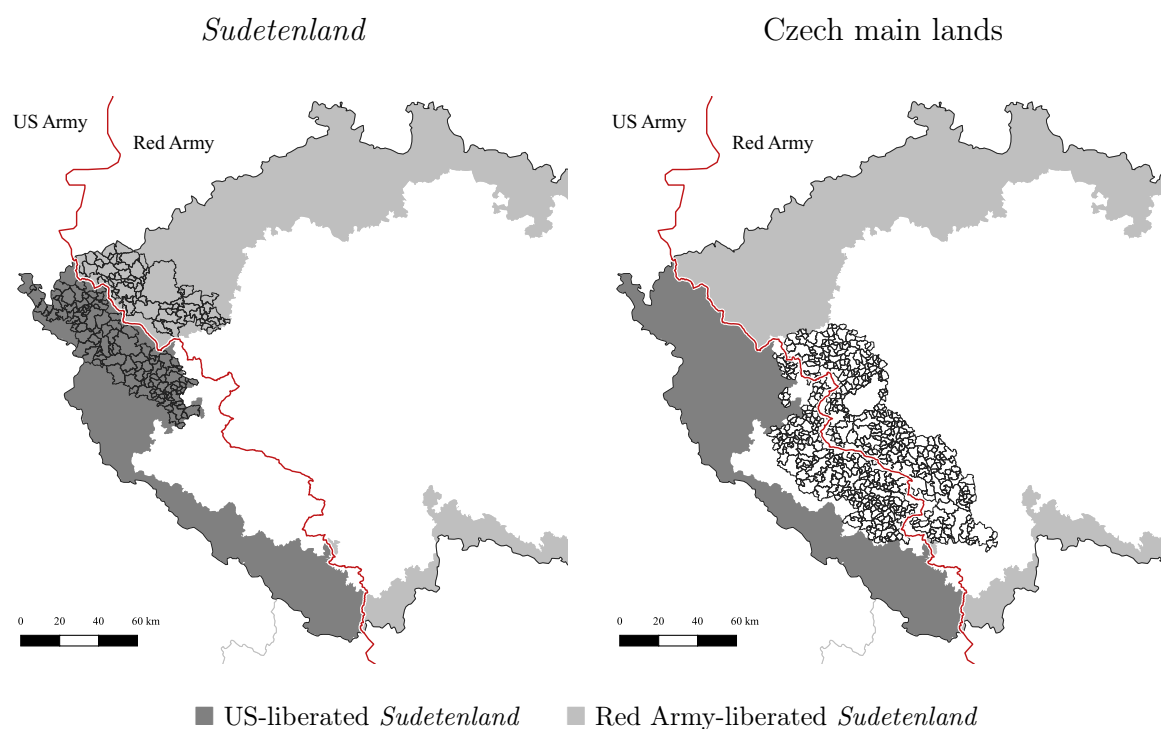 Sudetenland
Czech main lands
US Army
Red Army
US Army
Red Army
0 20 40 60 km
0 20 40 60 km
US-liberated Sudetenland
Red Army-liberated Sudetenland